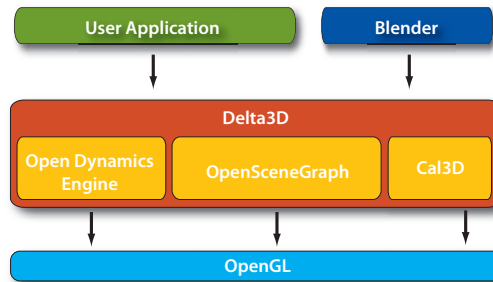 User Application
Blender
Delta3D
Open Dynamics
Engine
OpenSceneGraph
Cal3D
OpenGL